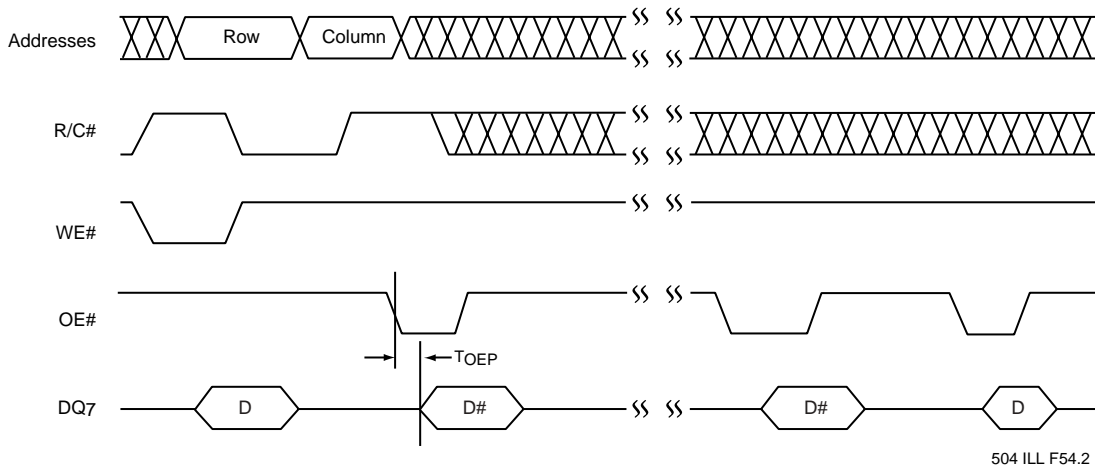 Addresses
Row
Column
R/C#
WE#
OE#
TOEP
DQ7
D
D#
D#
D
504 ILL F54.2